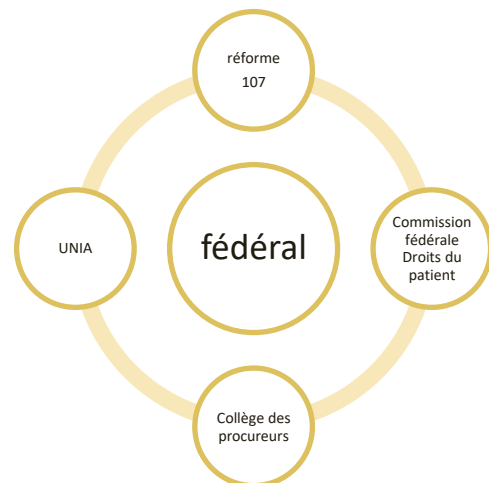 réforme
107
UNIA
fédéral
Commission
fédérale
Droits du
patient
Collège des
procureurs